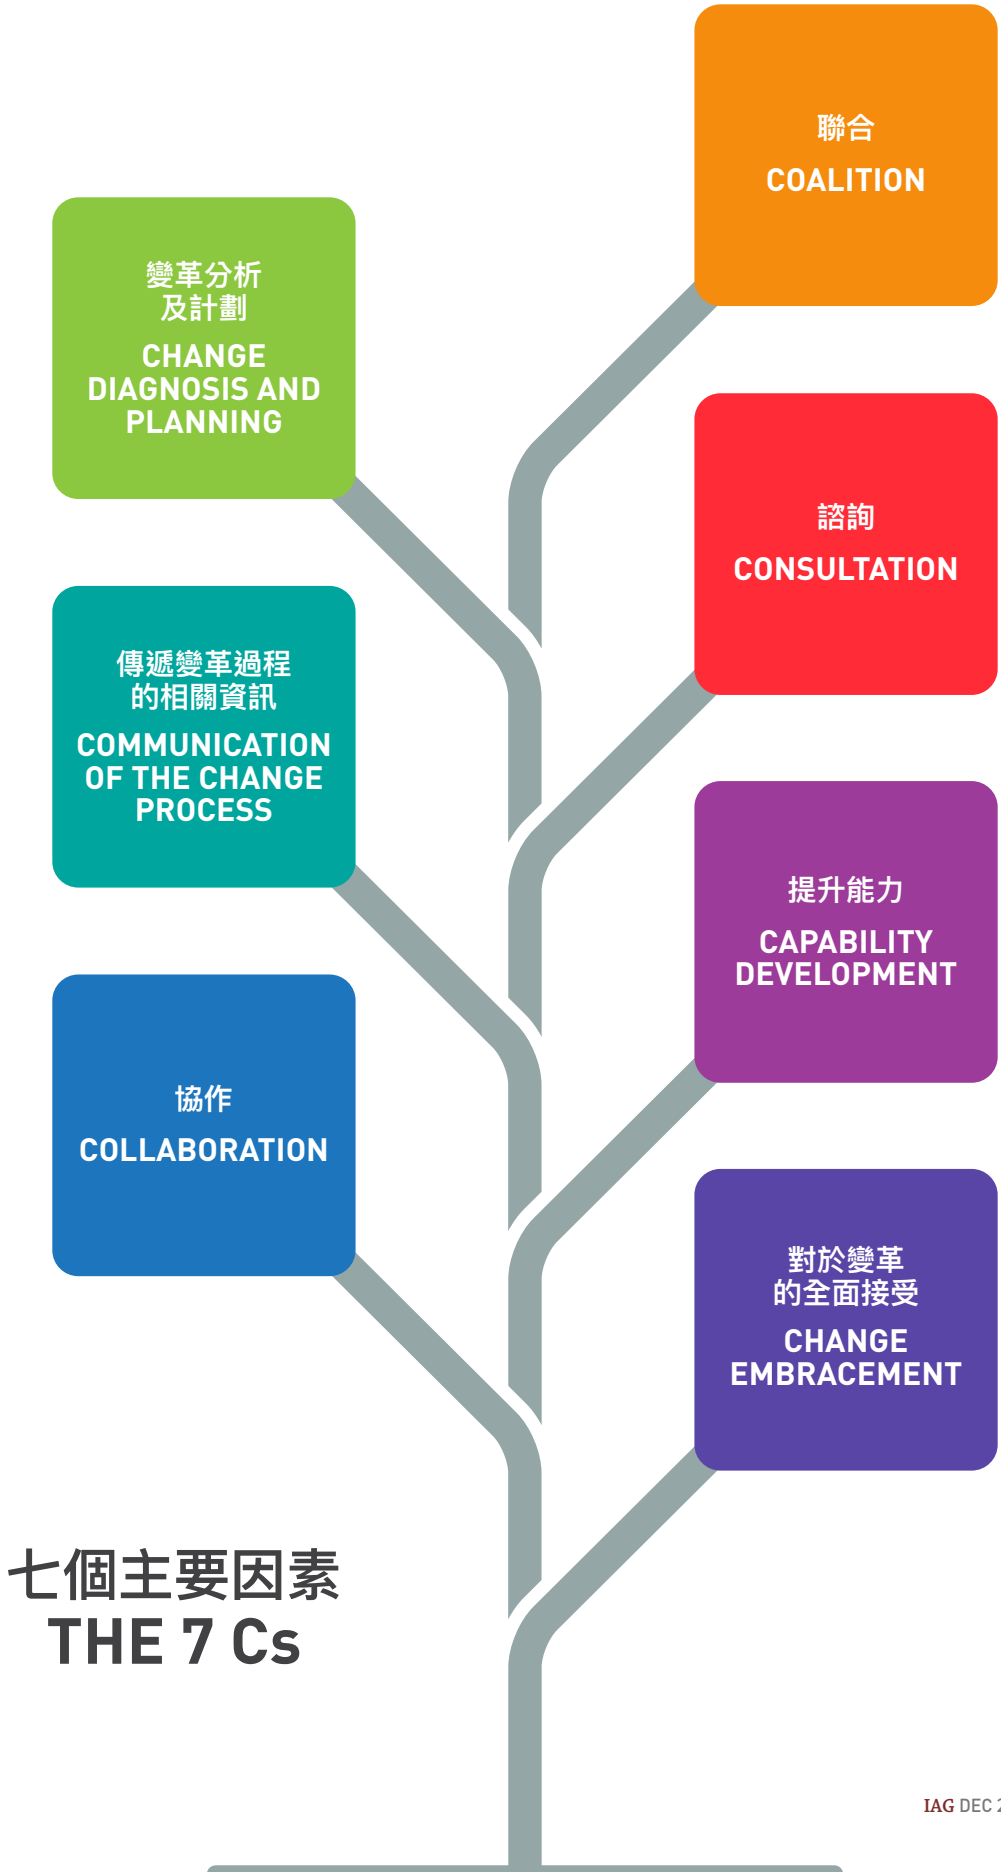 聯合
COALITION
變革分析
及計劃
CHANGE
DIAGNOSIS AND
PLANNING
諮詢
CONSULTATION
傳遞變革過程
的相關資訊
COMMUNICATION
OF THE CHANGE
PROCESS
提升能力
CAPABILITY
DEVELOPMENT
協作
COLLABORATION
對於變革
的全面接受
CHANGE
EMBRACEMENT
七個主要因素
THE 7 Cs
IAG DEC